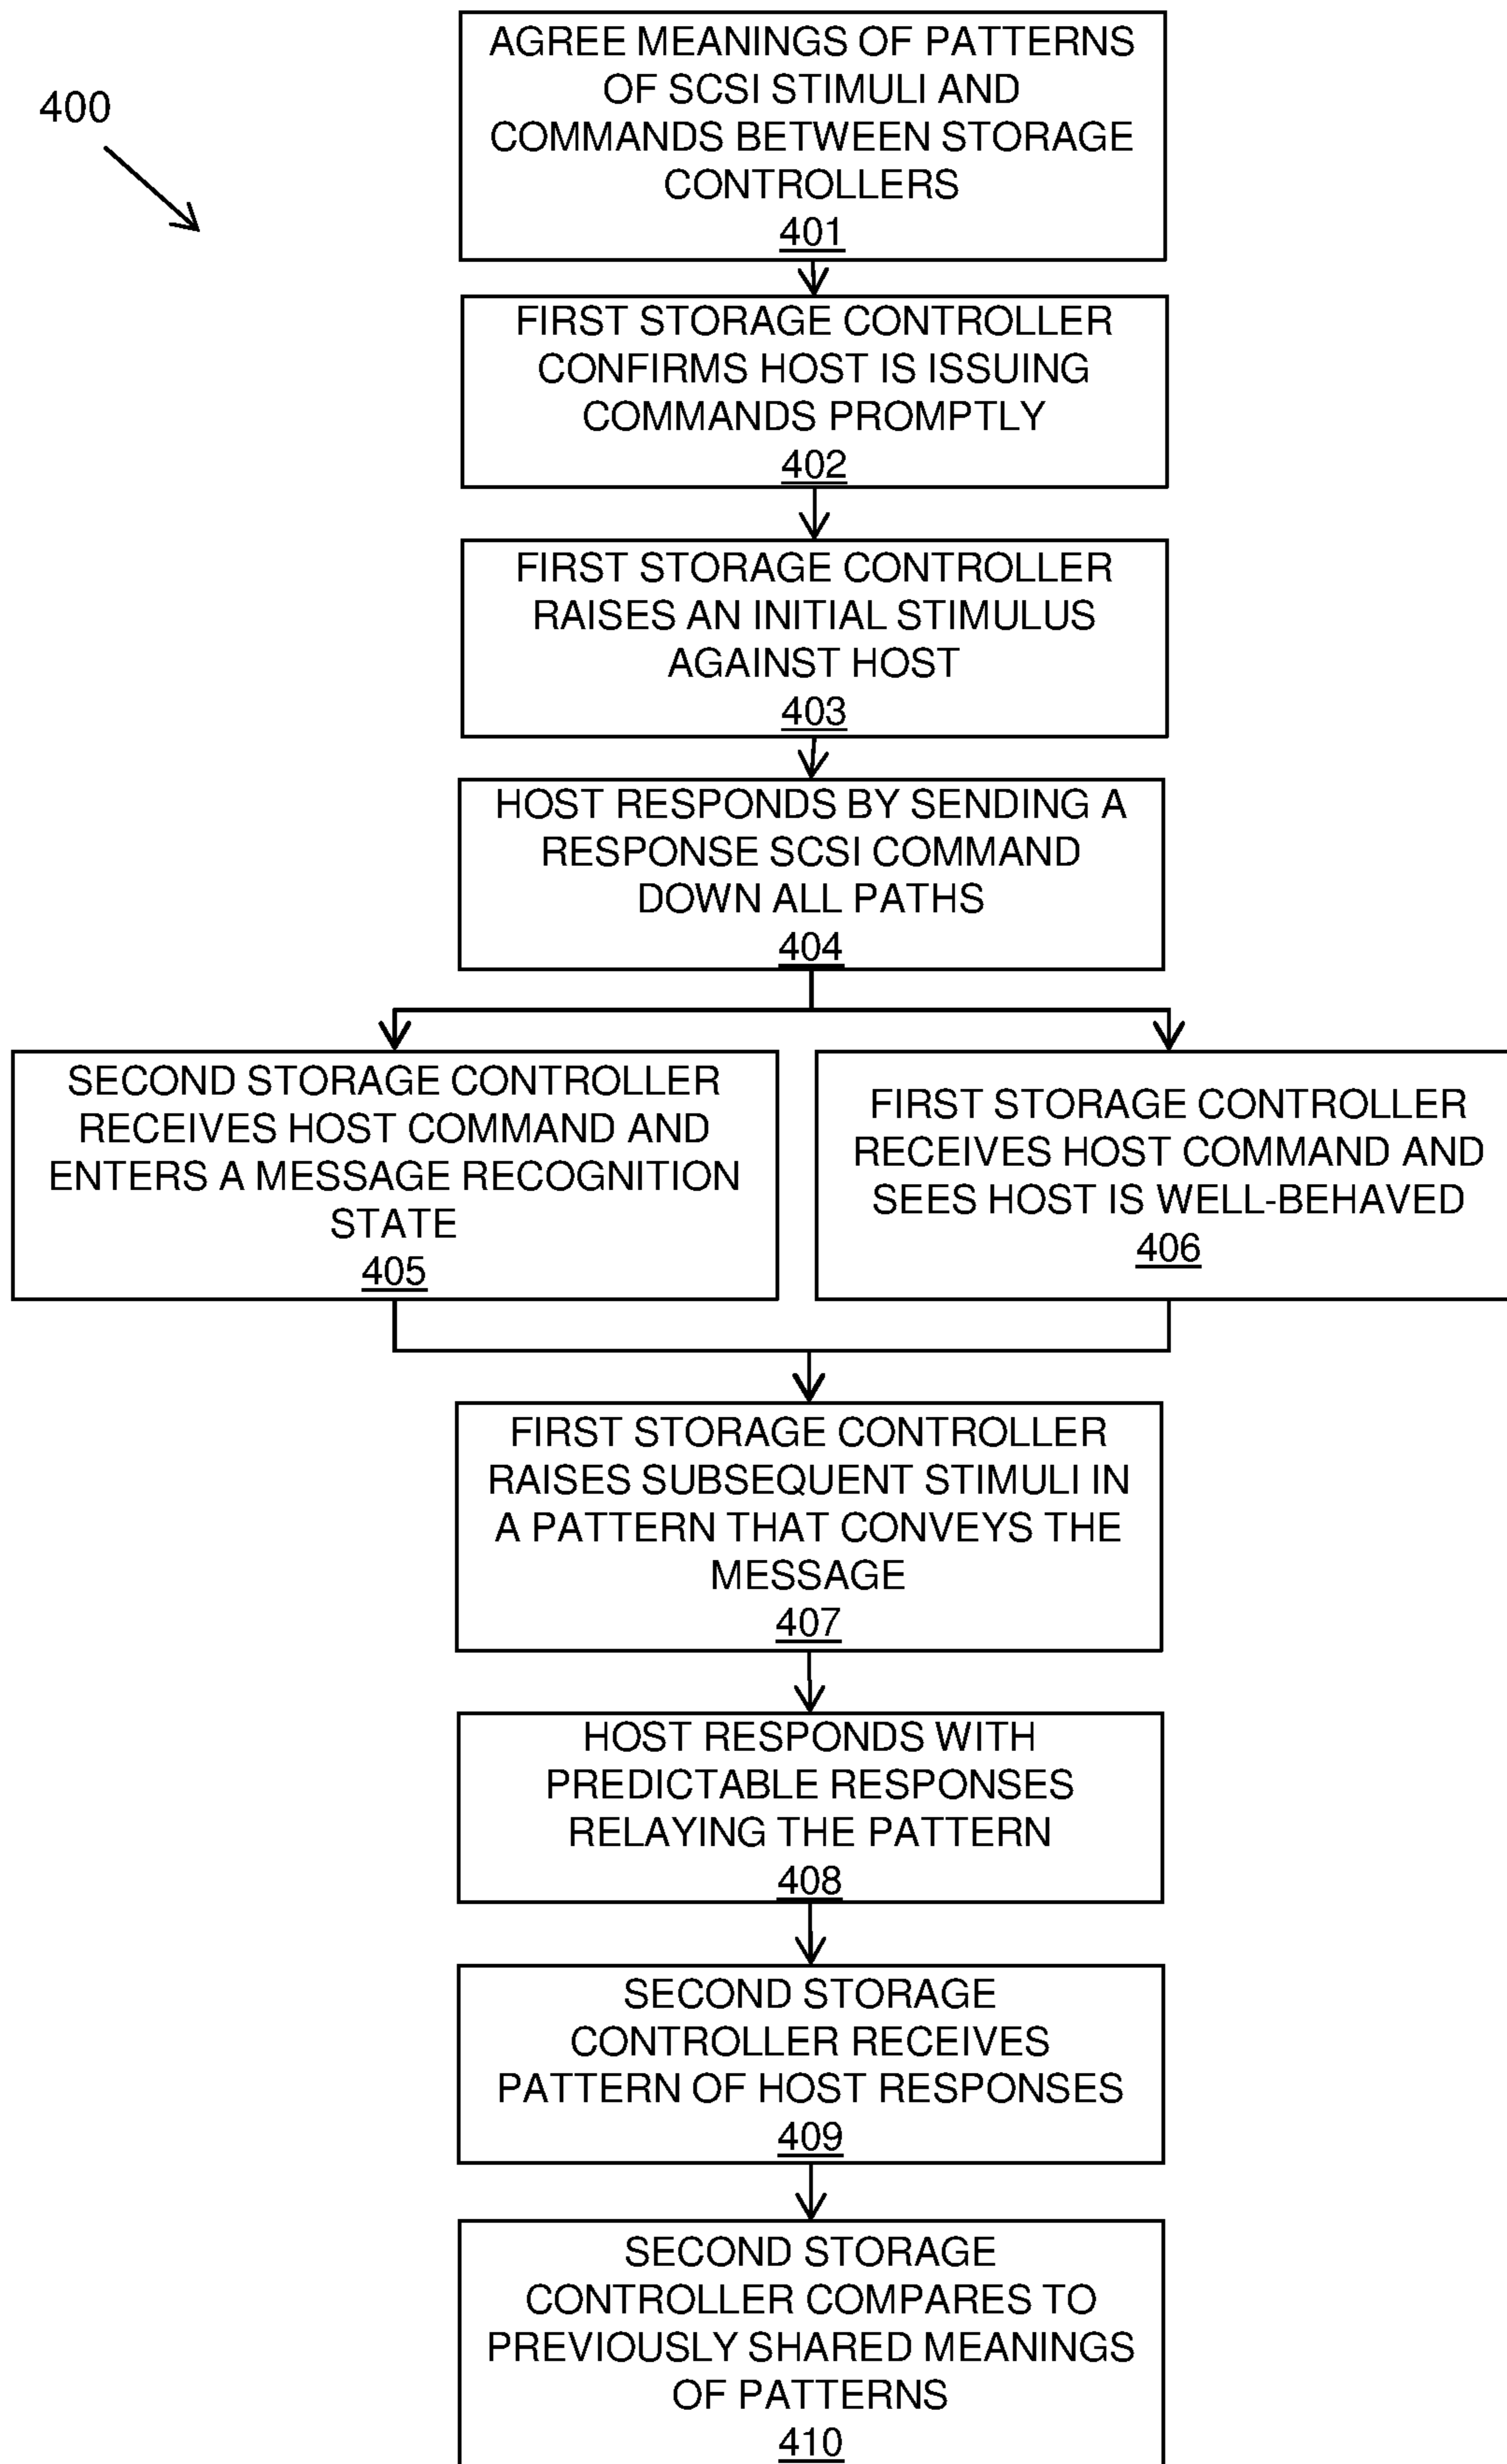 400
AGREE MEANINGS OF PATTERNS
OF SCSI STIMULI AND
COMMANDS BETWEEN STORAGE
CONTROLLERS
401
FIRST STORAGE CONTROLLER
CONFIRMS HOST IS ISSUING
COMMANDS PROMPTLY
402
FIRST STORAGE CONTROLLER
RAISES AN INITIAL STIMULUS
AGAINST HOST
403
HOST RESPONDS BY SENDING A
RESPONSE SCSI COMMAND
DOWN ALL PATHS
404
SECOND STORAGE CONTROLLER
RECEIVES HOST COMMAND AND
ENTERS A MESSAGE RECOGNITION
STATE
405
FIRST STORAGE CONTROLLER
RECEIVES HOST COMMAND AND
SEES HOST IS WELL-BEHAVED
406
FIRST STORAGE CONTROLLER
RAISES SUBSEQUENT STIMULI IN
A PATTERN THAT CONVEYS THE
MESSAGE
407
HOST RESPONDS WITH
PREDICTABLE RESPONSES
RELAYING THE PATTERN
408
SECOND STORAGE
CONTROLLER RECEIVES
PATTERN OF HOST RESPONSES
409
SECOND STORAGE
CONTROLLER COMPARES TO
PREVIOUSLY SHARED MEANINGS
OF PATTERNS
410